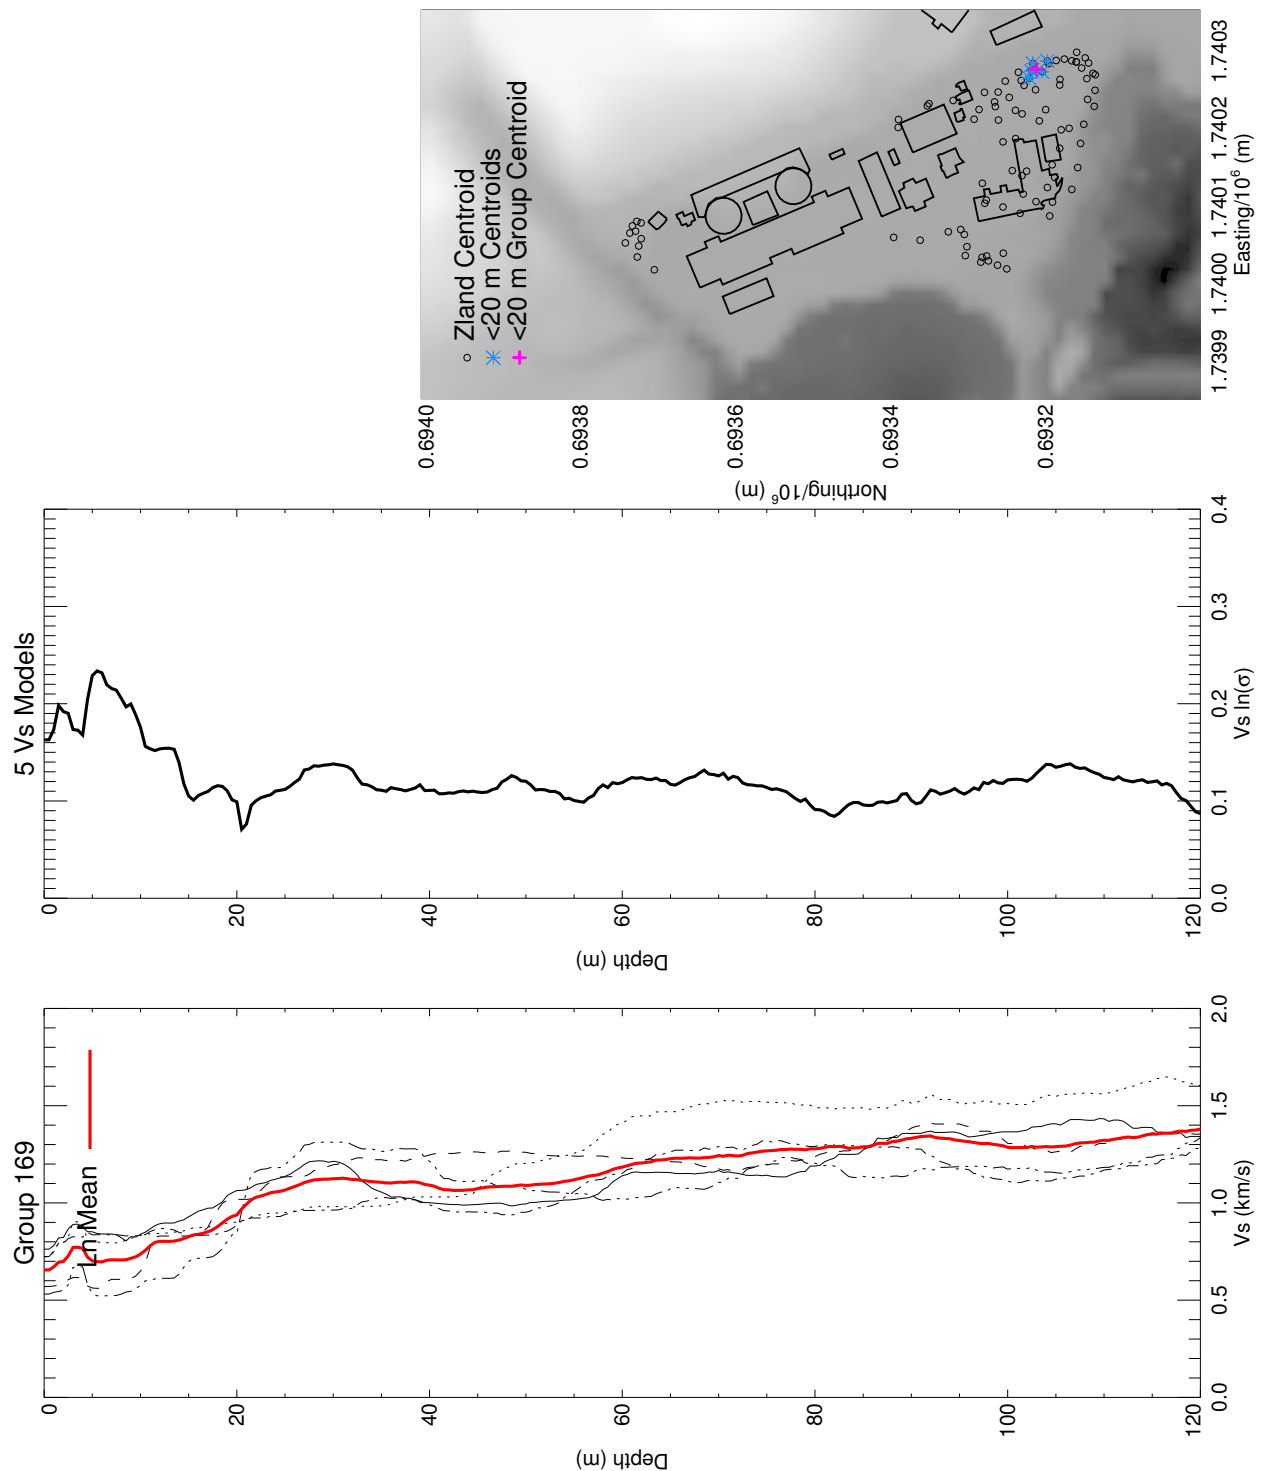 Group 169
Ln Mean
0
20
40
60
80
100
120
Depth (m)
0.0
0.5
1.0
1.5
2.0
Vs (km/s)
5 Vs Models
0
20
40
60
80
100
120
Depth (m)
0.0
0.1
0.2
0.3
0.4
Vs ln(σ)
Zland Centroid
<20 m Centroids
<20 m Group Centroid
0.6940
0.6938
0.6936
0.6934
0.6932
Northing/10⁶ (m)
1.7399
1.7400
1.7401
1.7402
1.7403
Easting/10⁶ (m)